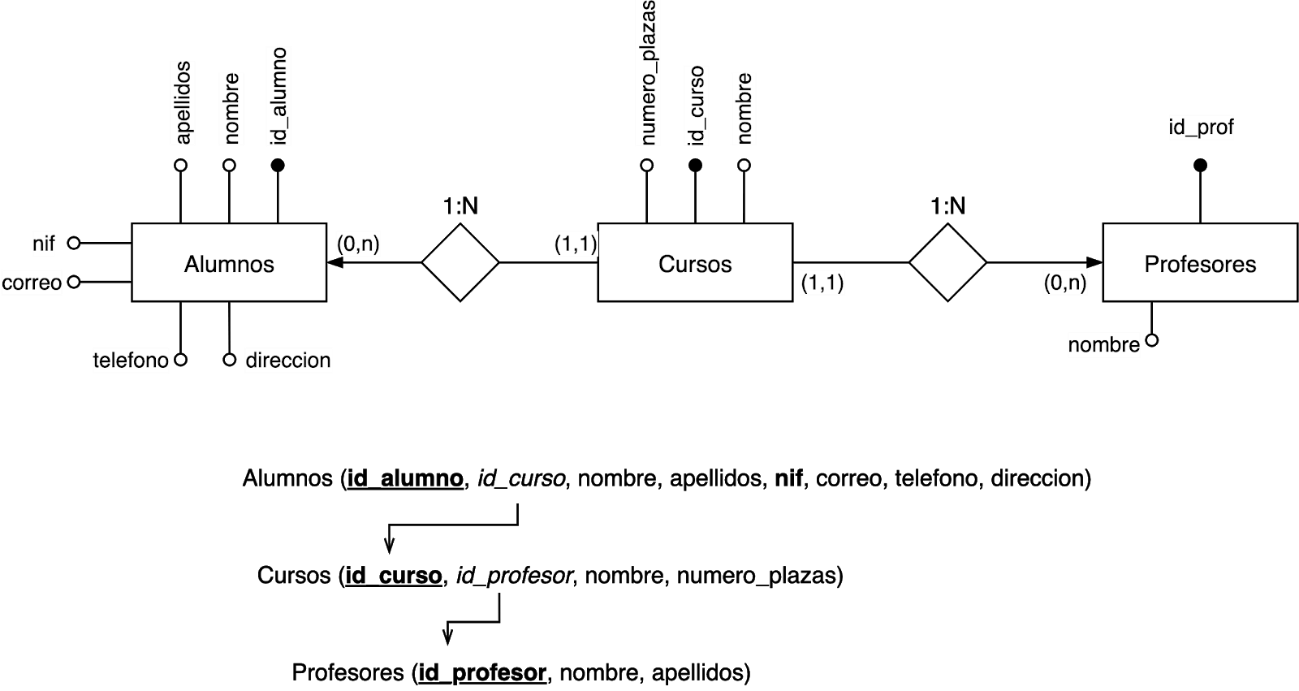 apellidos
nombre
id_alumno
numero_plazas
id_curso
nombre
id_prof
1:N
1:N
nif
correo
Alumnos
(0,n)
(1,1)
Cursos
(1,1)
(0,n)
Profesores
telefono
direccion
nombre
Alumnos (id_alumno, id_curso, nombre, apellidos, nif, correo, telefono, direccion)
Cursos (id_curso, id_profesor, nombre, numero_plazas)
Profesores (id_profesor, nombre, apellidos)